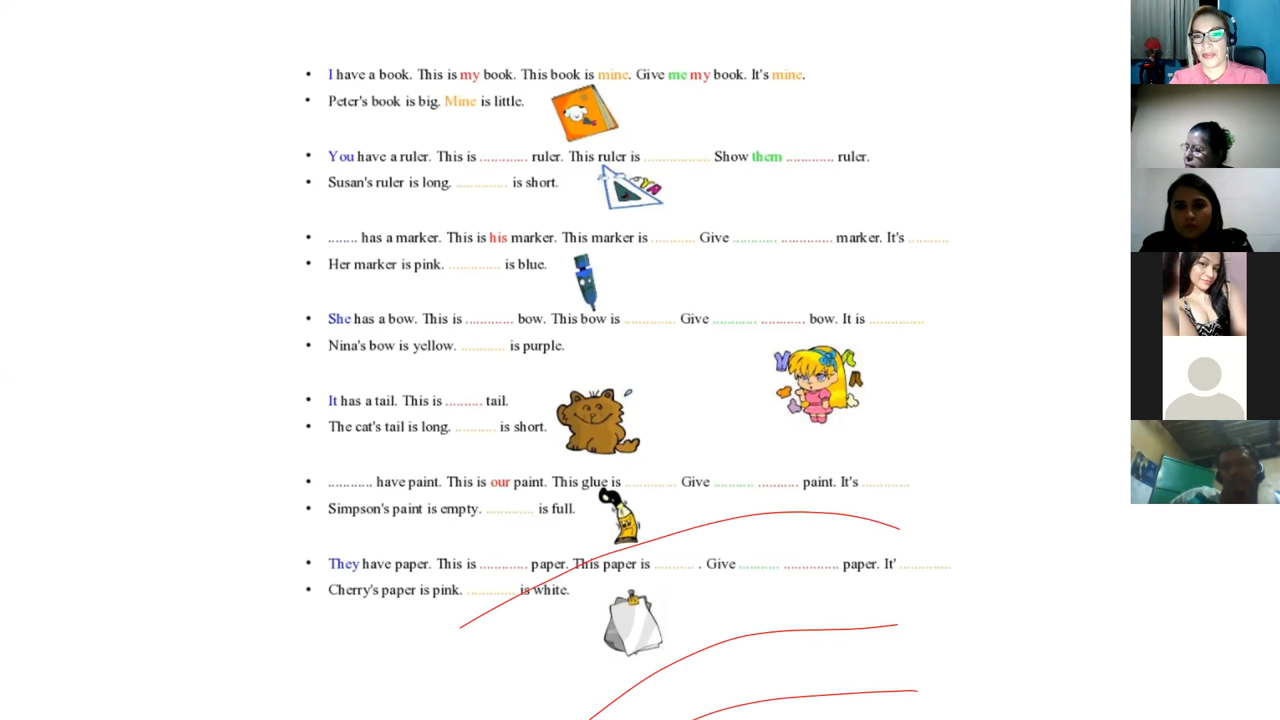 • I have a book. This is my book. This book is mine. Give me my book. It's mine.
• Peter's book is big. Mine is little.
• You have a ruler. This is ............. ruler. This ruler is .................. Show them ............. ruler.
• Susan's ruler is long. .............. is short.
• ........ has a marker. This is his marker. This marker is ............ Give ............ .............. marker. It's ...........
• Her marker is pink. .............. is blue.
• She has a bow. This is ............. bow. This bow is .............. Give ............ ............ bow. It is ...............
• Nina's bow is yellow. ............ is purple.
• It has a tail. This is .......... tail.
• The cat's tail is long. ........... is short.
• ............ have paint. This is our paint. This glue is .............. Give ............ ........... paint. It's .............
• Simpson's paint is empty. ............. is full.
• They have paper. This is ............. paper. This paper is ........... . Give ........... ............... paper. It' ..............
• Cherry's paper is pink. ............. is white.